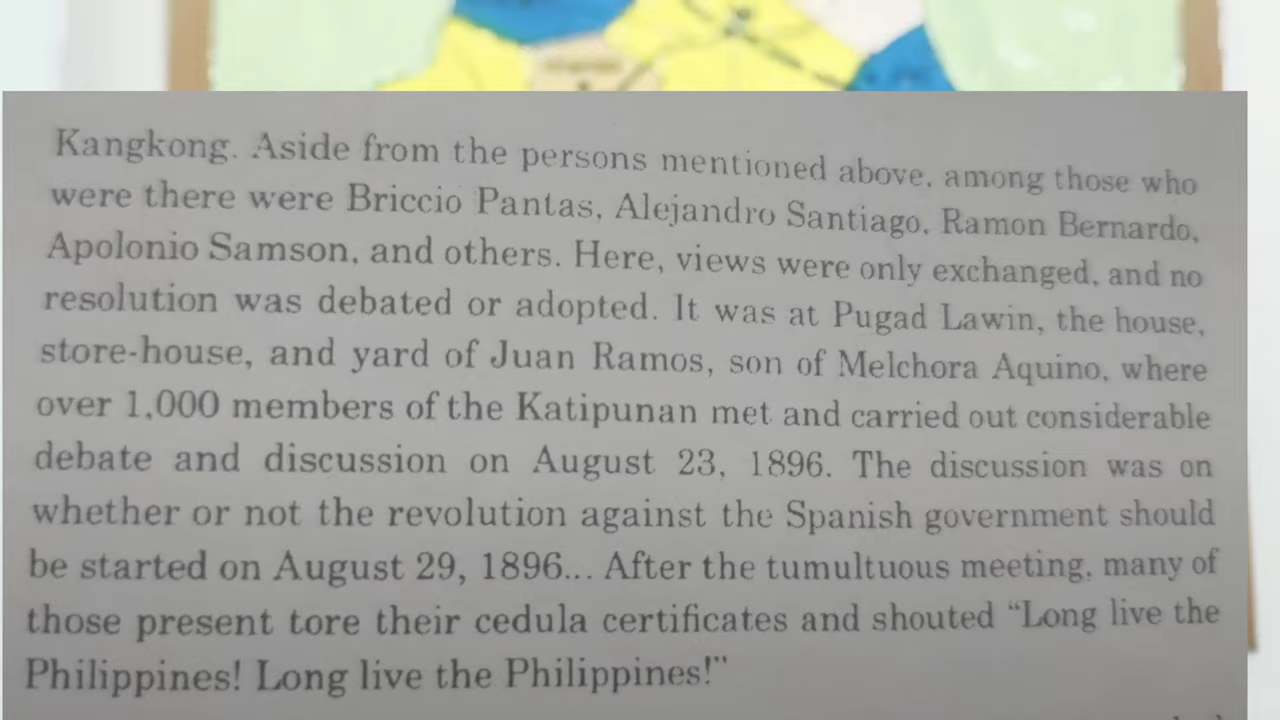 Kangkong. Aside from the persons mentioned above, among those who
were there were Briccio Pantas, Alejandro Santiago, Ramon Bernardo,
Apolonio Samson, and others. Here, views were only exchanged, and no
resolution was debated or adopted. It was at Pugad Lawin, the house,
store-house, and yard of Juan Ramos, son of Melchora Aquino, where
over 1,000 members of the Katipunan met and carried out considerable
debate and discussion on August 23, 1896. The discussion was on
whether or not the revolution against the Spanish government should
be started on August 29, 1896... After the tumultuous meeting, many of
those present tore their cedula certificates and shouted “Long live the
Philippines! Long live the Philippines!”